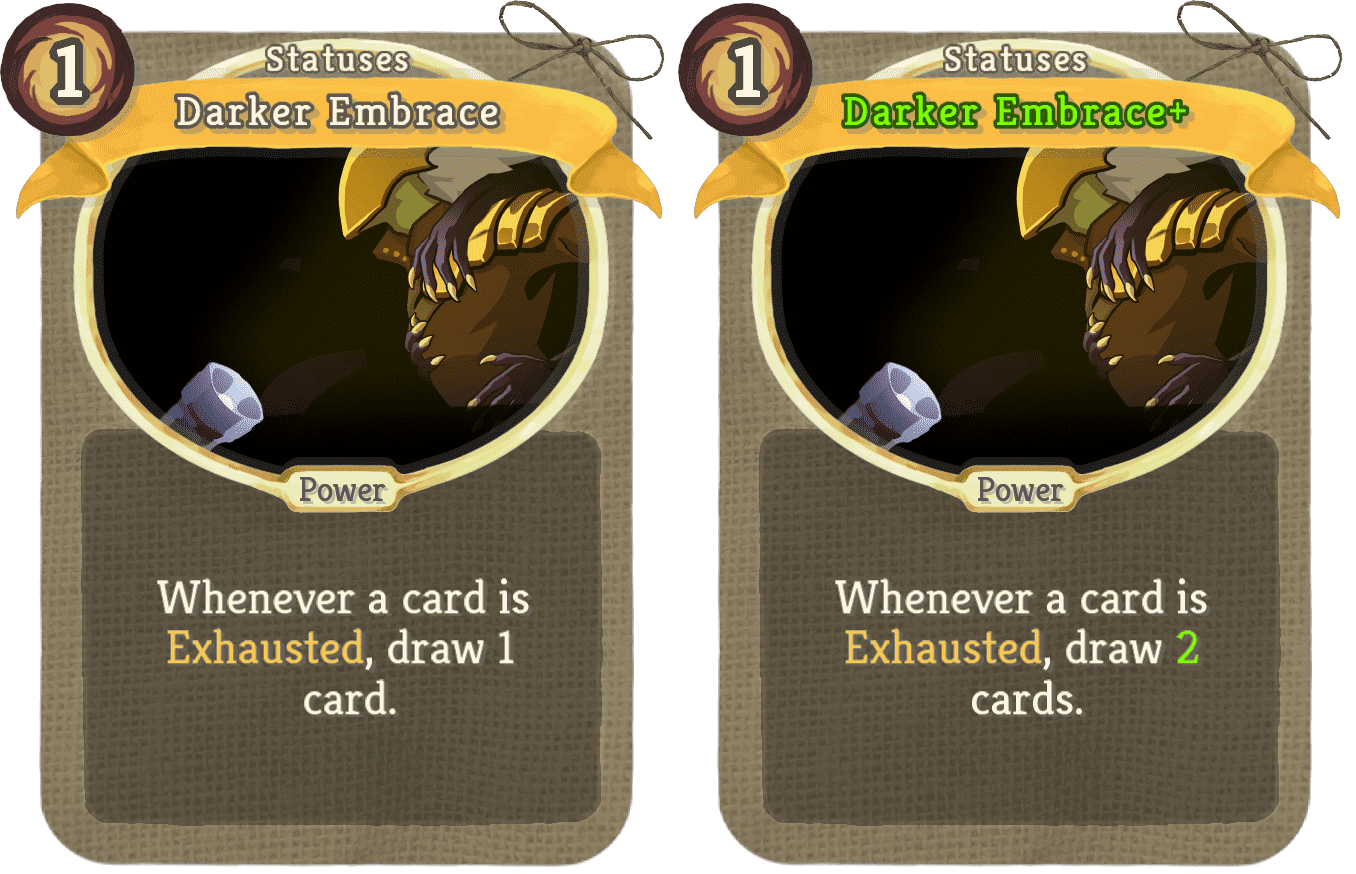 1
Statuses
Darker Embrace
Power
Whenever a card is
Exhausted, draw 1
card.
1
Statuses
Darker Embrace+
Power
Whenever a card is
Exhausted, draw 2
cards.